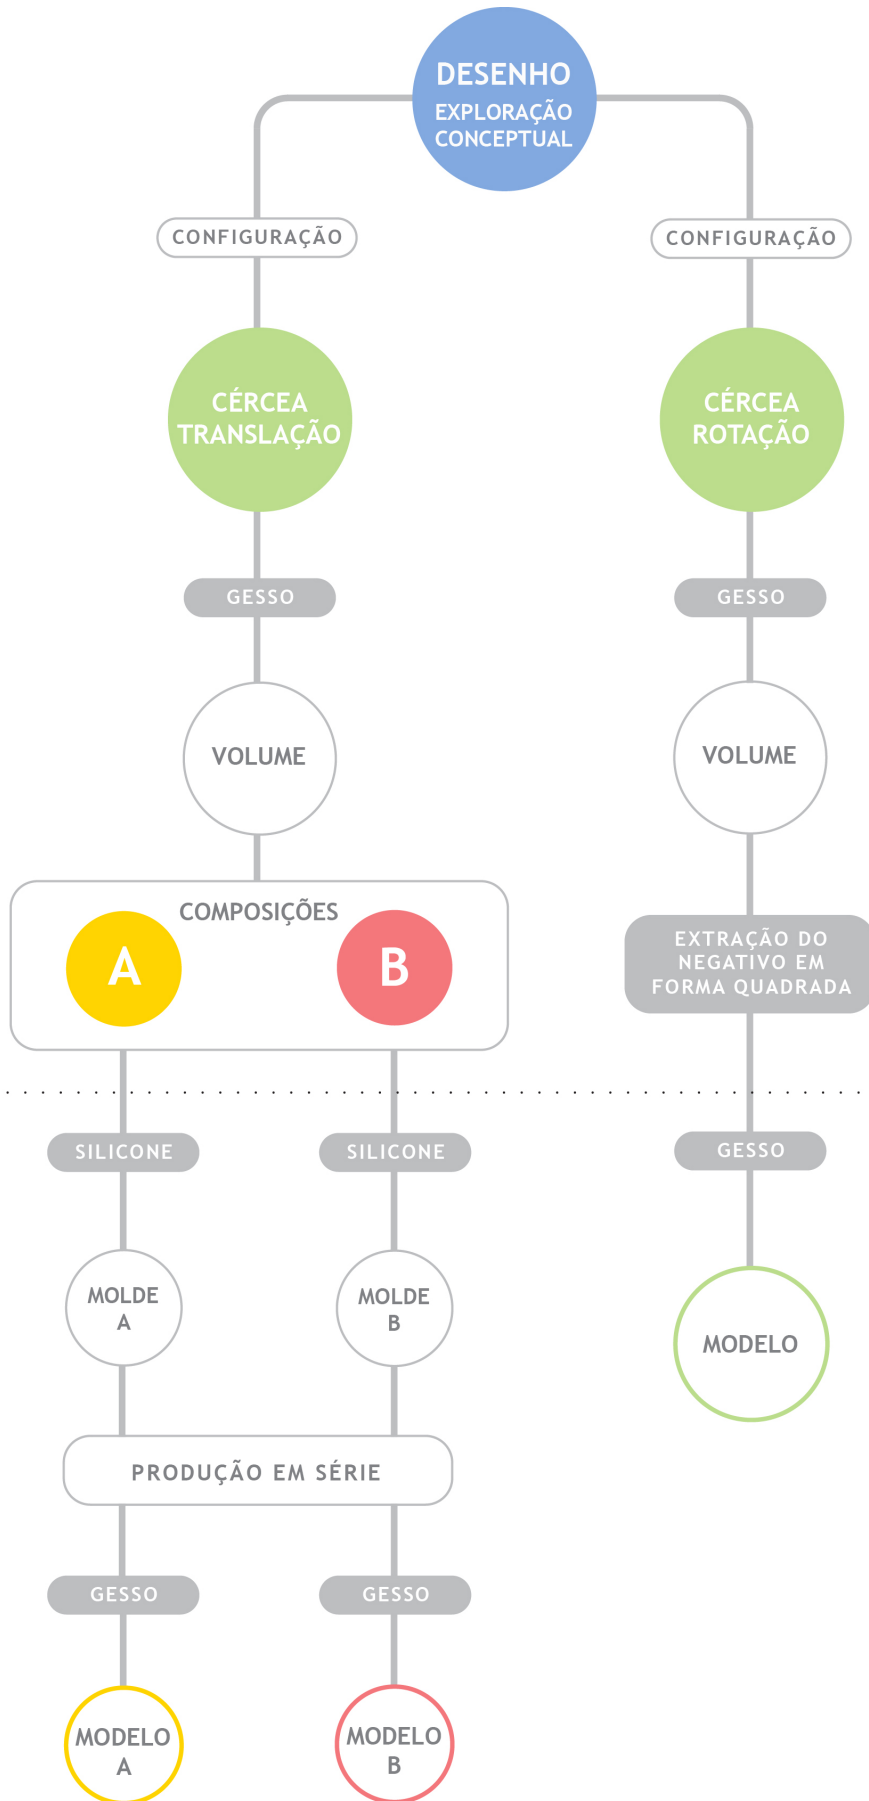 DESENHO
EXPLORAÇÃO
CONCEPTUAL
CONFIGURAÇÃO
CONFIGURAÇÃO
CÉRCEA
TRANSLAÇÃO
CÉRCEA
ROTAÇÃO
GESSO
GESSO
VOLUME
VOLUME
COMPOSIÇÕES
A
B
EXTRAÇÃO DO
NEGATIVO EM
FORMA QUADRADA
SILICONE
SILICONE
GESSO
MOLDE
A
MOLDE
B
MODELO
PRODUÇÃO EM SÉRIE
GESSO
GESSO
MODELO
A
MODELO
B